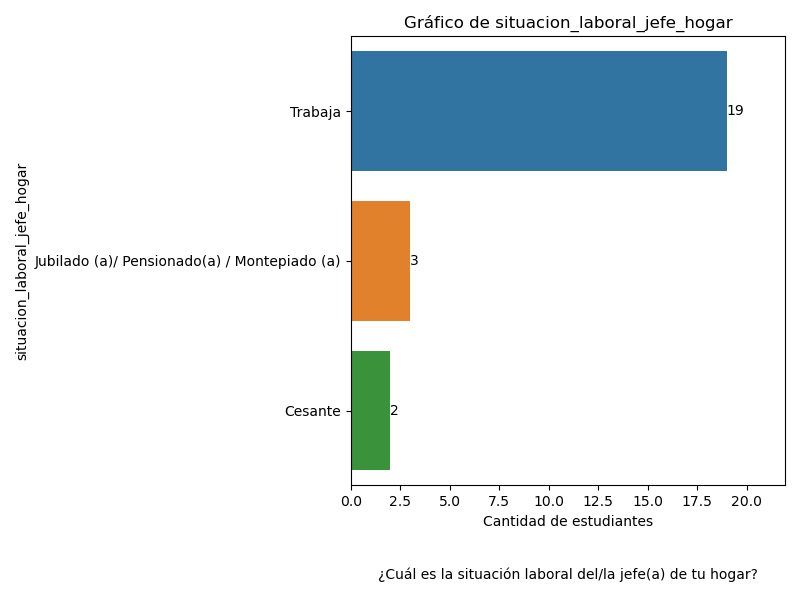 Gráfico de situacion_laboral_jefe_hogar
situacion_laboral_jefe_hogar
Trabaja
19
Jubilado (a)/ Pensionado(a) / Montepiado (a)
3
Cesante
2
0.0 2.5 5.0 7.5 10.0 12.5 15.0 17.5 20.0
Cantidad de estudiantes
¿Cuál es la situación laboral del/la jefe(a) de tu hogar?